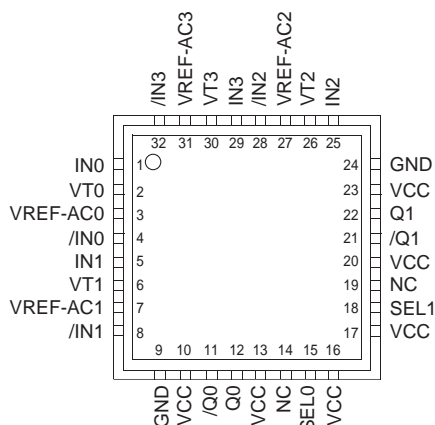 /IN3
VREF-AC3
VT3
IN3
/IN2
VREF-AC2
VT2
IN2
32 31 30 29 28 27 26 25
IN0 1
VT0 2
VREF-AC0 3
/IN0 4
IN1 5
VT1 6
VREF-AC1 7
/IN1 8
24 GND
23 VCC
22 Q1
21 /Q1
20 VCC
19 NC
18 SEL1
17 VCC
9 10 11 12 13 14 15 16
GND
VCC
/Q0
Q0
VCC
NC
SEL0
VCC